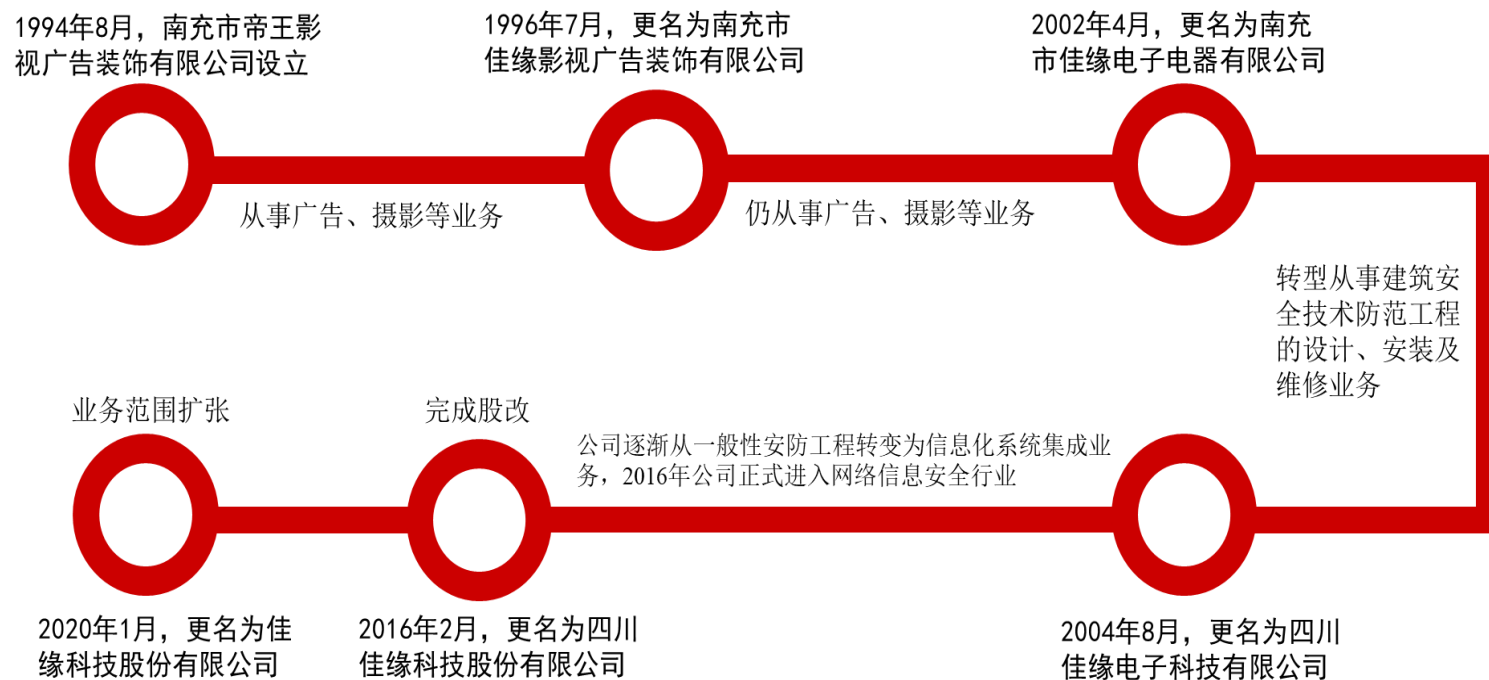 1994年8月，南充市帝王影
视广告装饰有限公司设立
1996年7月，更名为南充市
佳缘影视广告装饰有限公司
2002年4月，更名为南充
市佳缘电子电器有限公司
从事广告、摄影等业务
仍从事广告、摄影等业务
转型从事建筑安
全技术防范工程
的设计、安装及
维修业务
业务范围扩张
完成股改
公司逐渐从一般性安防工程转变为信息化系统集成业
务，2016年公司正式进入网络信息安全行业
2020年1月，更名为佳
缘科技股份有限公司
2016年2月，更名为四川
佳缘科技股份有限公司
2004年8月，更名为四川
佳缘电子科技有限公司